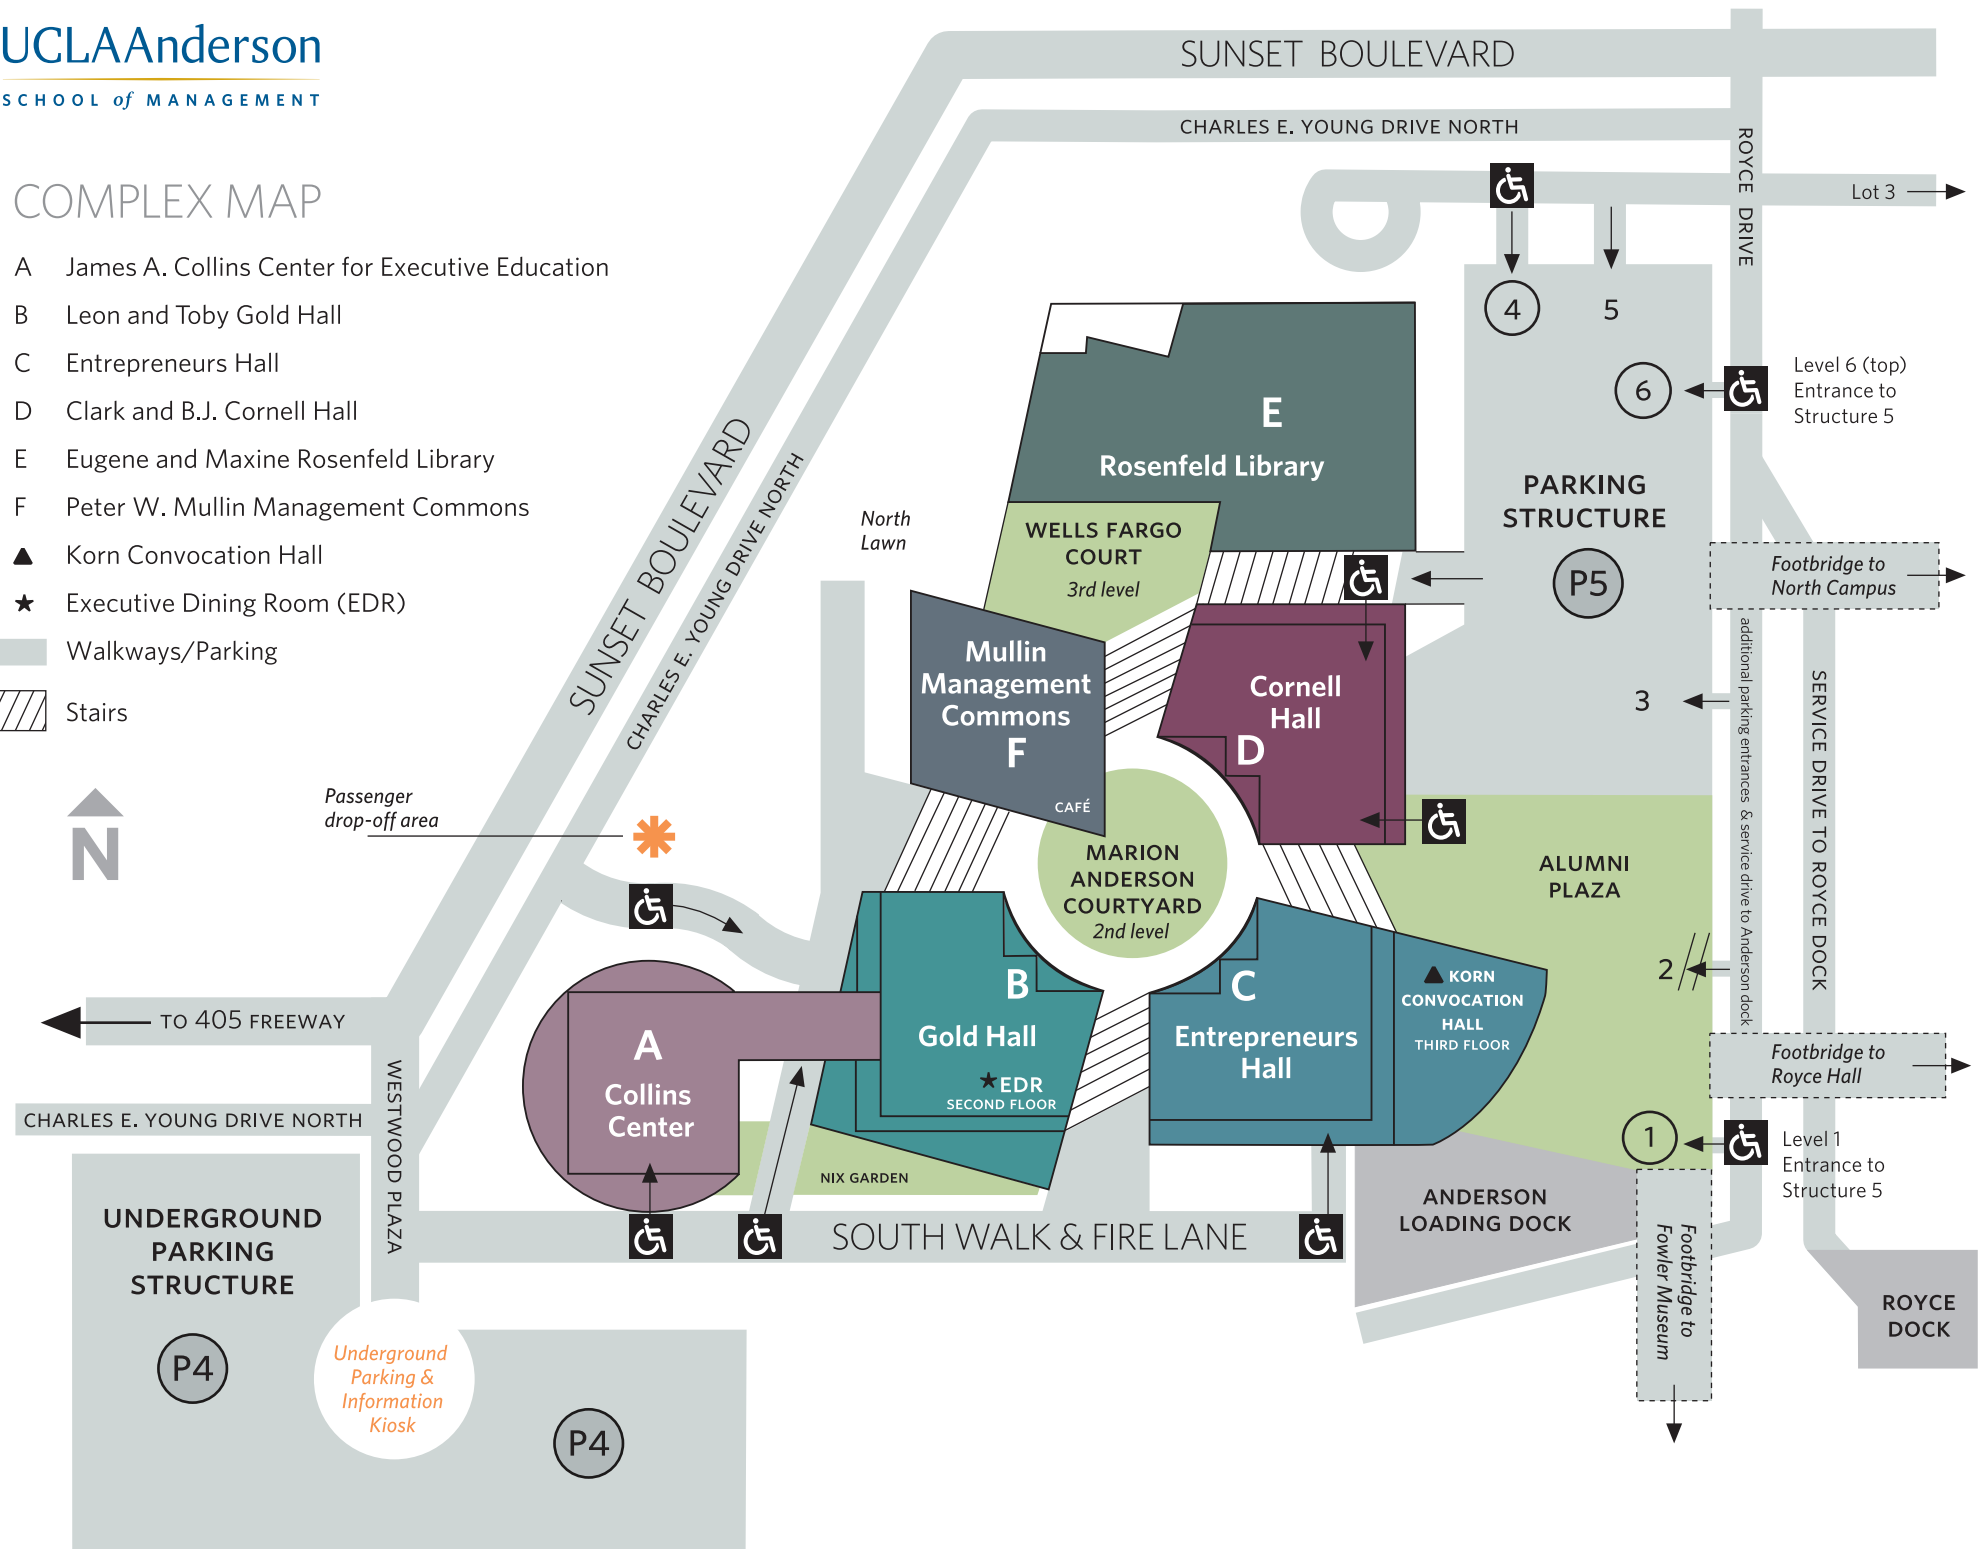 UCLAAnderson
SCHOOL of MANAGEMENT
COMPLEX MAP
A James A. Collins Center for Executive Education
B Leon and Toby Gold Hall
C Entrepreneurs Hall
D Clark and B.J. Cornell Hall
E Eugene and Maxine Rosenfeld Library
F Peter W. Mullin Management Commons
Korn Convocation Hall
Executive Dining Room (EDR)
Walkways/Parking
Stairs
N
SUNSET BOULEVARD
CHARLES E. YOUNG DRIVE NORTH
ROYCE DRIVE
Lot 3
4
5
6
Level 6 (top)
Entrance to
Structure 5
E
Rosenfeld Library
PARKING
STRUCTURE
P5
SUNSET BOULEVARD
CHARLES E. YOUNG DRIVE NORTH
North
Lawn
WELLS FARGO
COURT
3rd level
Footbridge to
North Campus
Mullin
Management
Commons
F
CAFÉ
Cornell
Hall
D
3
additional parking entrances & service drive to Anderson dock
SERVICE DRIVE TO ROYCE DOCK
Passenger
drop-off area
MARION
ANDERSON
COURTYARD
2nd level
ALUMNI
PLAZA
2
B
Gold Hall
EDR
SECOND FLOOR
C
Entrepreneurs
Hall
KORN
CONVOCATION
HALL
THIRD FLOOR
A
Collins
Center
TO 405 FREEWAY
Footbridge to
Royce Hall
CHARLES E. YOUNG DRIVE NORTH
WESTWOOD PLAZA
1
Level 1
Entrance to
Structure 5
NIX GARDEN
SOUTH WALK & FIRE LANE
ANDERSON
LOADING DOCK
Footbridge to
Fowler Museum
ROYCE
DOCK
UNDERGROUND
PARKING
STRUCTURE
P4
Underground
Parking &
Information
Kiosk
P4